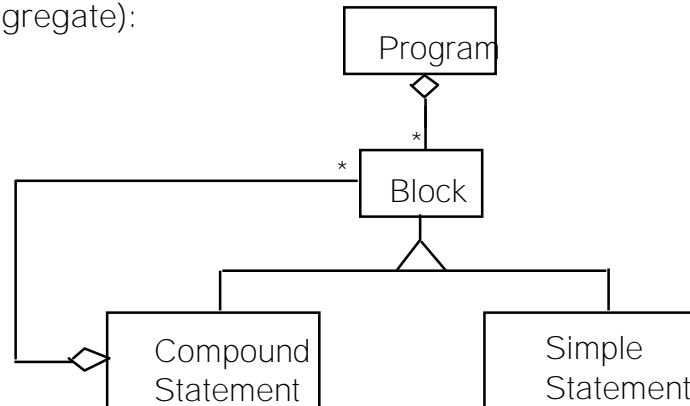 gregate):
Program
*
*
Block
Compound
Statement
Simple
Statement